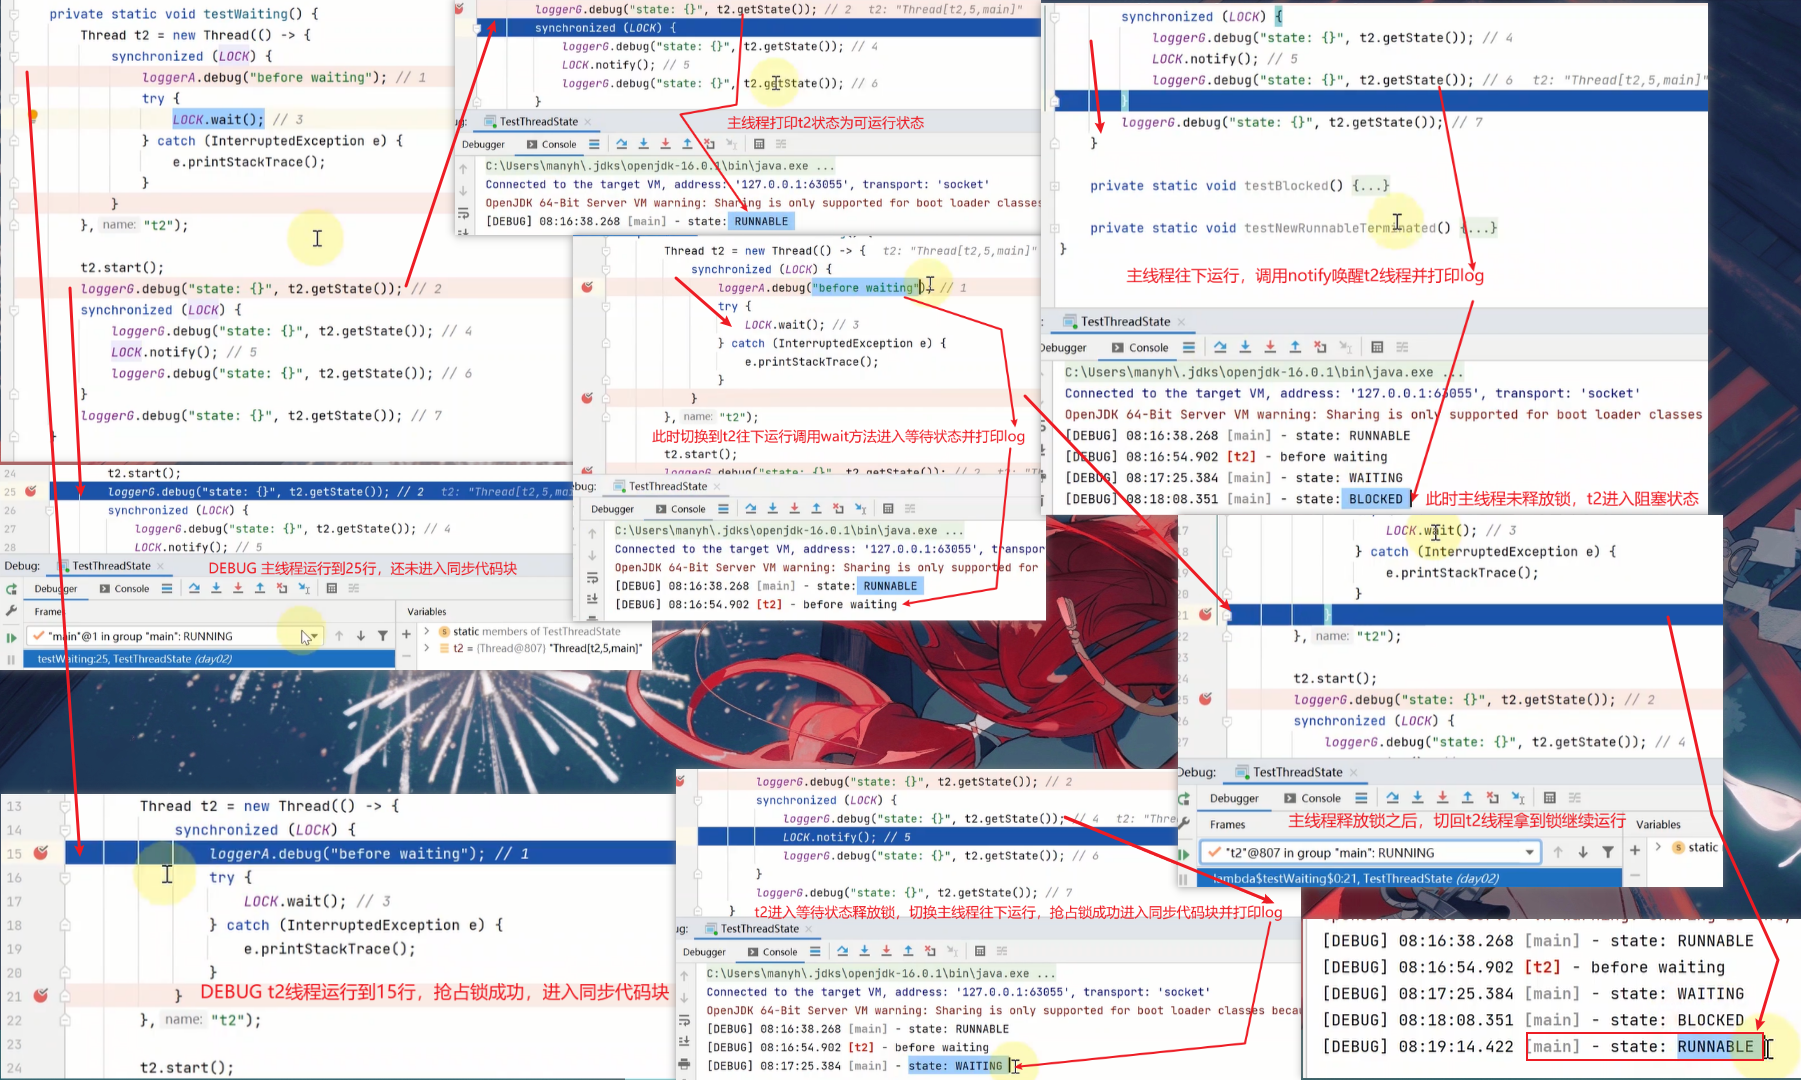 private static void testWaiting() {
Thread t2 = new Thread(() -> {
synchronized (LOCK) {
loggerA.debug("before waiting"); // 1
try {
LOCK.wait(); // 3
} catch (InterruptedException e) {
e.printStackTrace();
}
}
}, name: "t2");
t2.start();
loggerG.debug("state: {}", t2.getState()); // 2
synchronized (LOCK) {
loggerG.debug("state: {}", t2.getState()); // 4
LOCK.notify(); // 5
loggerG.debug("state: {}", t2.getState()); // 6
}
loggerG.debug("state: {}", t2.getState()); // 7
24 t2.start();
25 loggerG.debug("state: {}", t2.getState()); // 2 t2: "Thread[t2,5,ma
26 synchronized (LOCK) {
27 loggerG.debug("state: {}", t2.getState()); // 4
28 LOCK.notify(); // 5
Debug: TestThreadState
DEBUG 主线程运行到25行，还未进入同步代码块
Debugger Console
Frames Variables
"main"@1 in group "main": RUNNING
static members of TestThreadState
t2 = (Thread@807) "Thread[t2,5,main]"
testWaiting:25, TestThreadState (day02)
13 Thread t2 = new Thread(() -> {
14 synchronized (LOCK) {
15 loggerA.debug("before waiting"); // 1
16 try {
17 LOCK.wait(); // 3
18 } catch (InterruptedException e) {
19 e.printStackTrace();
20 }
21 } DEBUG t2线程运行到15行，抢占锁成功，进入同步代码块
22 }, name: "t2");
23
24 t2.start();
loggerG.debug("state: {}", t2.getState()); // 2 t2: "Thread[t2,5,main]"
synchronized (LOCK) {
loggerG.debug("state: {}", t2.getState()); // 4
LOCK.notify(); // 5
loggerG.debug("state: {}", t2.getState()); // 6
}
TestThreadState
主线程打印t2状态为可运行状态
Debugger Console
C:\Users\manyh\.jdks\openjdk-16.0.1\bin\java.exe ...
Connected to the target VM, address: '127.0.0.1:63055', transport: 'socket'
OpenJDK 64-Bit Server VM warning: Sharing is only supported for boot loader classes
[DEBUG] 08:16:38.268 [main] - state: RUNNABLE
Thread t2 = new Thread(() -> { t2: "Thread[t2,5,main]"
synchronized (LOCK) {
loggerA.debug("before waiting"); // 1
try {
LOCK.wait(); // 3
} catch (InterruptedException e) {
e.printStackTrace();
}
}
}, name: "t2");
此时切换到t2往下运行调用wait方法进入等待状态并打印log
t2.start();
loggerG.debug("state: {}", t2.getState()); // 2
bug: TestThreadState
Debugger Console
C:\Users\manyh\.jdks\openjdk-16.0.1\bin\java.exe ...
Connected to the target VM, address: '127.0.0.1:63055', transpor
OpenJDK 64-Bit Server VM warning: Sharing is only supported for
[DEBUG] 08:16:38.268 [main] - state: RUNNABLE
[DEBUG] 08:16:54.902 [t2] - before waiting
loggerG.debug("state: {}", t2.getState()); // 2
synchronized (LOCK) {
loggerG.debug("state: {}", t2.getState()); // 4 t2: "Thre
LOCK.notify(); // 5
loggerG.debug("state: {}", t2.getState()); // 6
}
loggerG.debug("state: {}", t2.getState()); // 7
}
t2进入等待状态释放锁，切换主线程往下运行，抢占锁成功进入同步代码块并打印log
ug: TestThreadState
Debugger Console
C:\Users\manyh\.jdks\openjdk-16.0.1\bin\java.exe ...
Connected to the target VM, address: '127.0.0.1:63055', transport: 'socket'
OpenJDK 64-Bit Server VM warning: Sharing is only supported for boot loader classes becau
[DEBUG] 08:16:38.268 [main] - state: RUNNABLE
[DEBUG] 08:16:54.902 [t2] - before waiting
[DEBUG] 08:17:25.384 [main] - state: WAITING
synchronized (LOCK) {
loggerG.debug("state: {}", t2.getState()); // 4
LOCK.notify(); // 5
loggerG.debug("state: {}", t2.getState()); // 6 t2: "Thread[t2,5,main]"
}
loggerG.debug("state: {}", t2.getState()); // 7
}
private static void testBlocked() {...}
private static void testNewRunnableTerminated() {...}
}
主线程往下运行，调用notify唤醒t2线程并打印log
TestThreadState
Debugger Console
C:\Users\manyh\.jdks\openjdk-16.0.1\bin\java.exe ...
Connected to the target VM, address: '127.0.0.1:63055', transport: 'socket'
OpenJDK 64-Bit Server VM warning: Sharing is only supported for boot loader classes
[DEBUG] 08:16:38.268 [main] - state: RUNNABLE
[DEBUG] 08:16:54.902 [t2] - before waiting
[DEBUG] 08:17:25.384 [main] - state: WAITING
[DEBUG] 08:18:08.351 [main] - state: BLOCKED
此时主线程未释放锁，t2进入阻塞状态
17 LOCK.wait(); // 3
18 } catch (InterruptedException e) {
19 e.printStackTrace();
20 }
21 }
22 }, name: "t2");
23
t2.start();
25 loggerG.debug("state: {}", t2.getState()); // 2
26 synchronized (LOCK) {
27 loggerG.debug("state: {}", t2.getState()); // 4
Debug: TestThreadState
Debugger Console
主线程释放锁之后，切回t2线程拿到锁继续运行
Frames Variables
"t2"@807 in group "main": RUNNING
static
lambda$testWaiting$0:21, TestThreadState (day02)
[DEBUG] 08:16:38.268 [main] - state: RUNNABLE
[DEBUG] 08:16:54.902 [t2] - before waiting
[DEBUG] 08:17:25.384 [main] - state: WAITING
[DEBUG] 08:18:08.351 [main] - state: BLOCKED
[DEBUG] 08:19:14.422 [main] - state: RUNNABLE